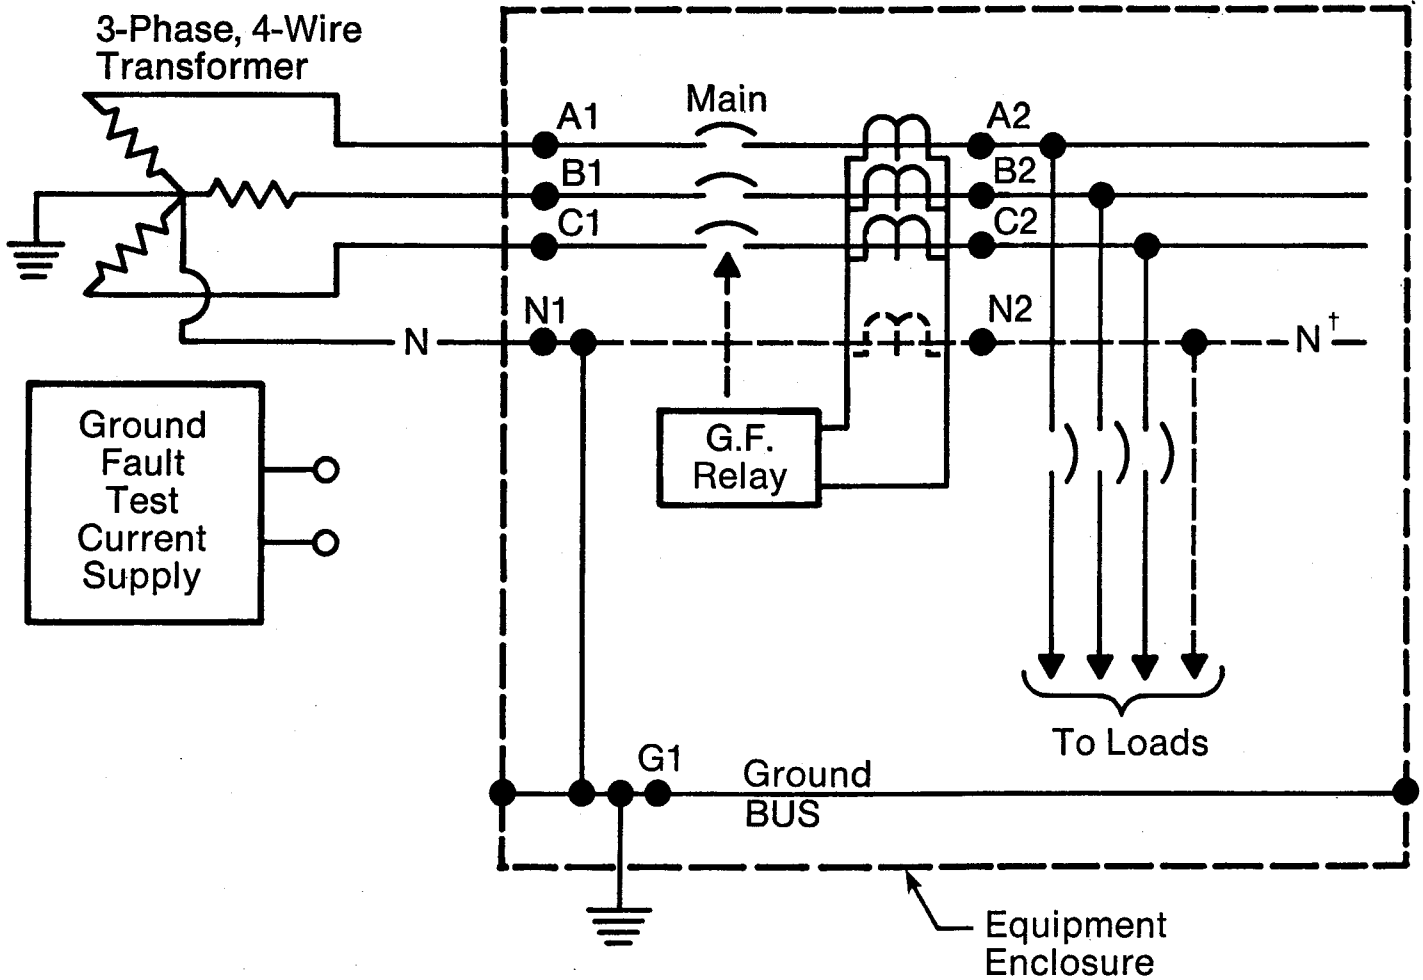 3-Phase, 4-Wire
Transformer
Main
A1
A2
B1
B2
C1
C2
N
N1
N2
N†
Ground
Fault
Test
Current
Supply
G.F.
Relay
To Loads
G1
Ground
BUS
Equipment
Enclosure